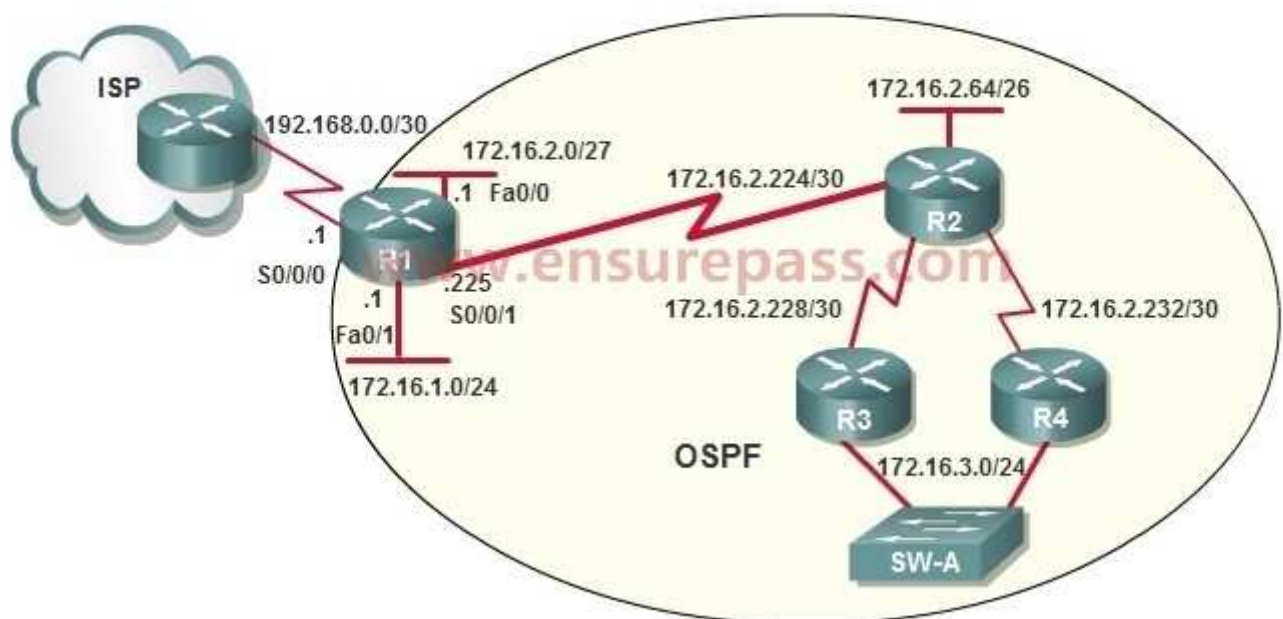 ISP
192.168.0.0/30
172.16.2.0/27
.1 Fa0/0
172.16.2.64/26
172.16.2.224/30
R2
R1
.1
S0/0/0
.225
S0/0/1
.1
Fa0/1
172.16.1.0/24
www.ensurepass.com
172.16.2.228/30
172.16.2.232/30
R3
R4
OSPF
172.16.3.0/24
SW-A